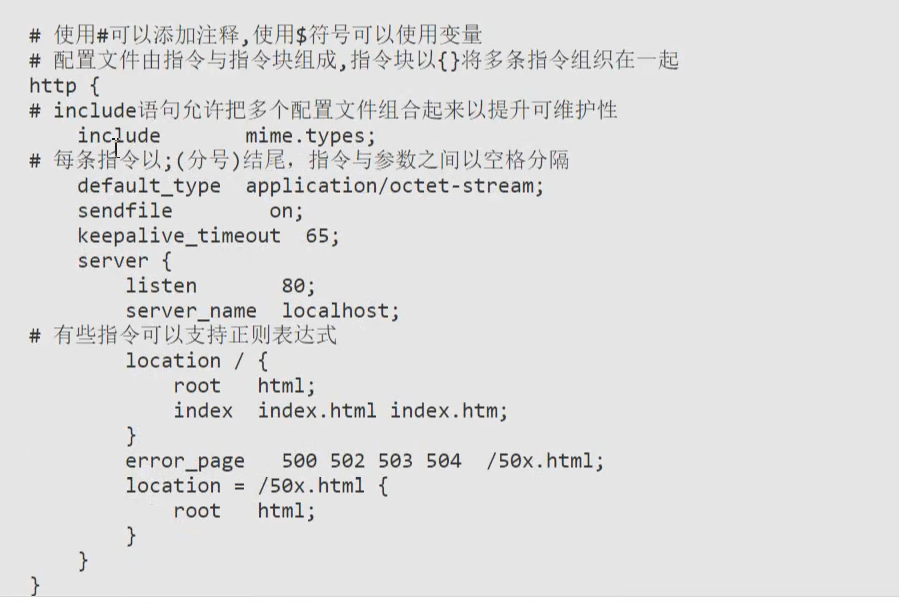 # 使用#可以添加注释,使用$符号可以使用变量
# 配置文件由指令与指令块组成,指令块以{}将多条指令组织在一起
http {
# include语句允许把多个配置文件组合起来以提升可维护性
    include       mime.types;
# 每条指令以;(分号)结尾，指令与参数之间以空格分隔
    default_type  application/octet-stream;
    sendfile        on;
    keepalive_timeout  65;
    server {
        listen       80;
        server_name  localhost;
# 有些指令可以支持正则表达式
        location / {
            root   html;
            index  index.html index.htm;
        }
        error_page   500 502 503 504  /50x.html;
        location = /50x.html {
            root   html;
        }
    }
}